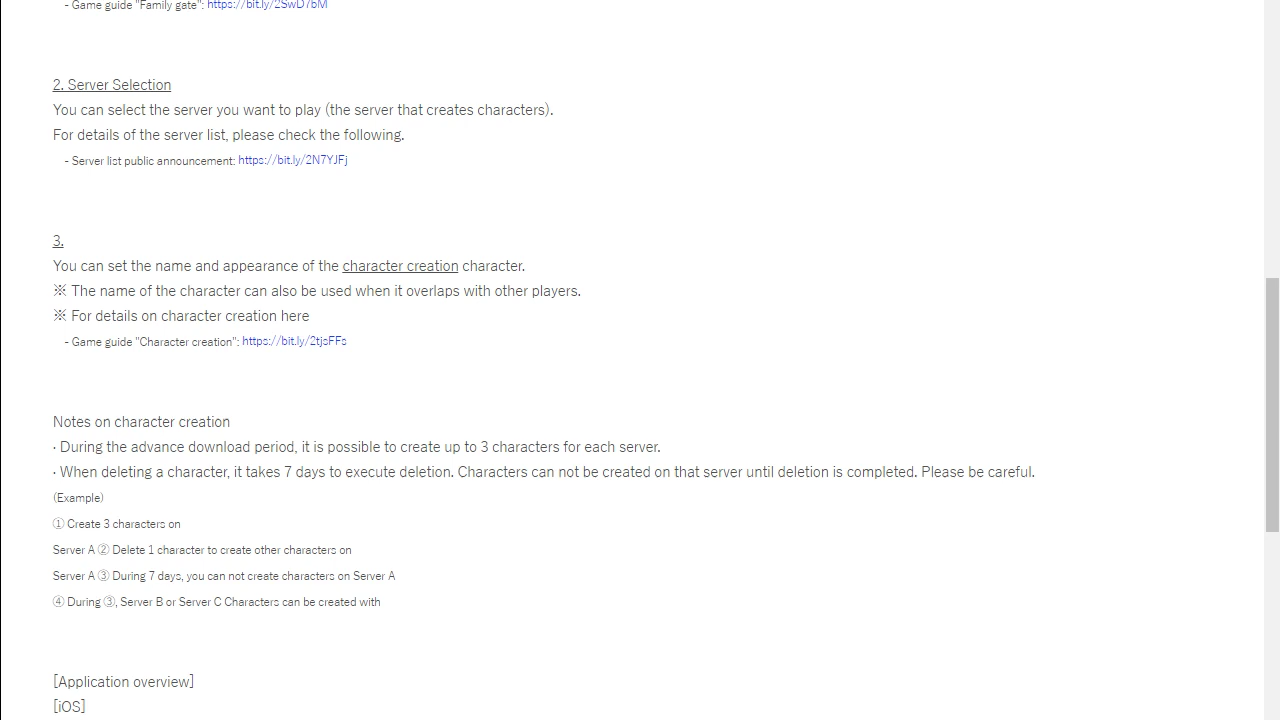 - Game guide "Family gate": https://bit.ly/2SwD7bM
2. Server Selection
You can select the server you want to play (the server that creates characters).
For details of the server list, please check the following.
- Server list public announcement: https://bit.ly/2N7YJFj
3.
You can set the name and appearance of the character creation character.
※ The name of the character can also be used when it overlaps with other players.
※ For details on character creation here
- Game guide "Character creation": https://bit.ly/2tjsFFs
Notes on character creation
· During the advance download period, it is possible to create up to 3 characters for each server.
· When deleting a character, it takes 7 days to execute deletion. Characters can not be created on that server until deletion is completed. Please be careful.
(Example)
① Create 3 characters on
Server A ② Delete 1 character to create other characters on
Server A ③ During 7 days, you can not create characters on Server A
④ During ③, Server B or Server C Characters can be created with
[Application overview]
[iOS]